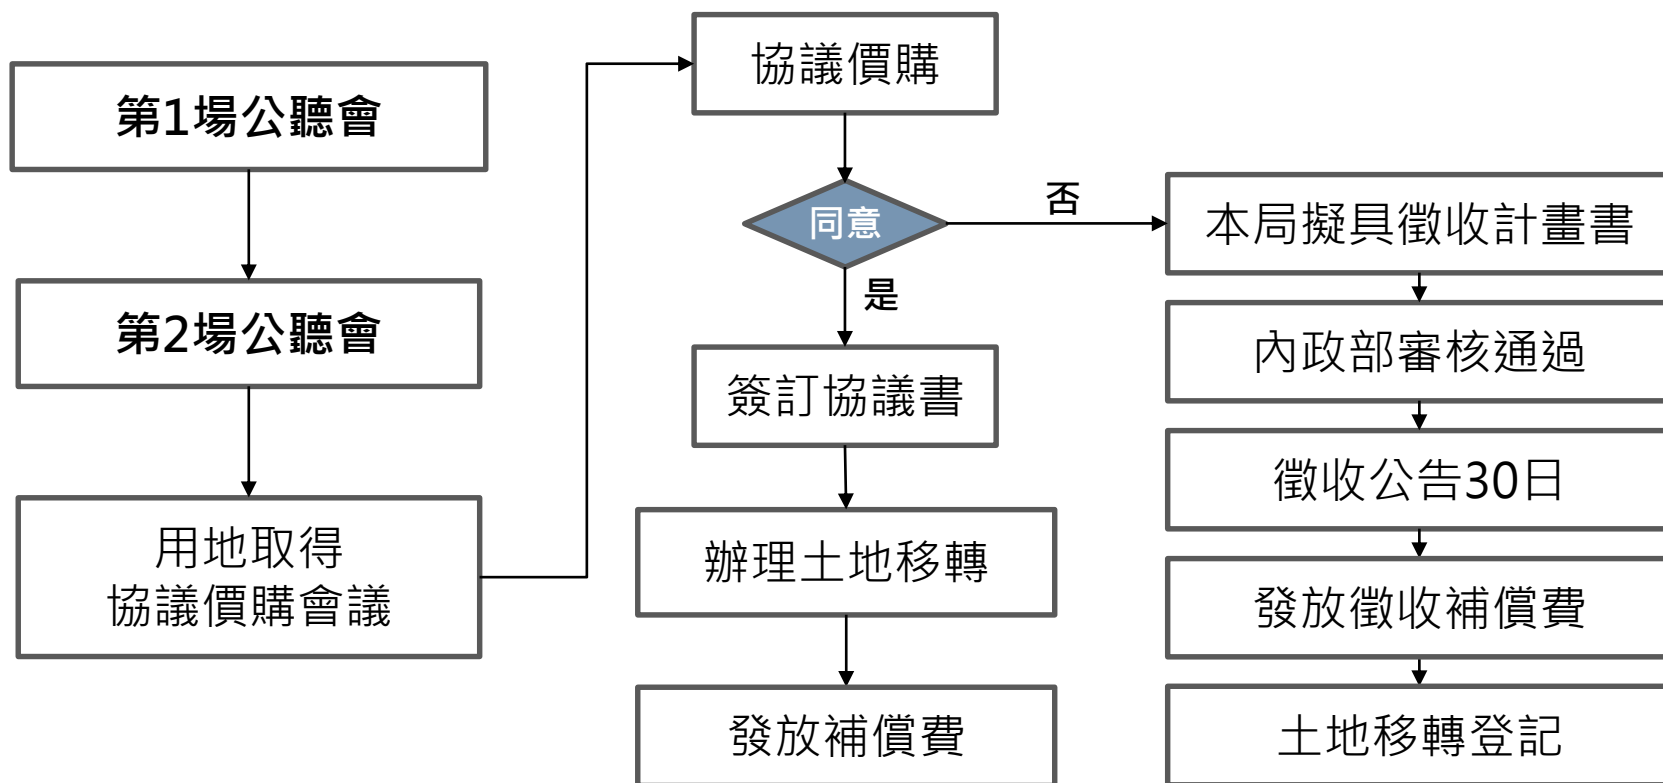 第1場公聽會
第2場公聽會
用地取得
協議價購會議
協議價購
同意
是
否
簽訂協議書
辦理土地移轉
發放補償費
本局擬具徵收計畫書
內政部審核通過
徵收公告30日
發放徵收補償費
土地移轉登記